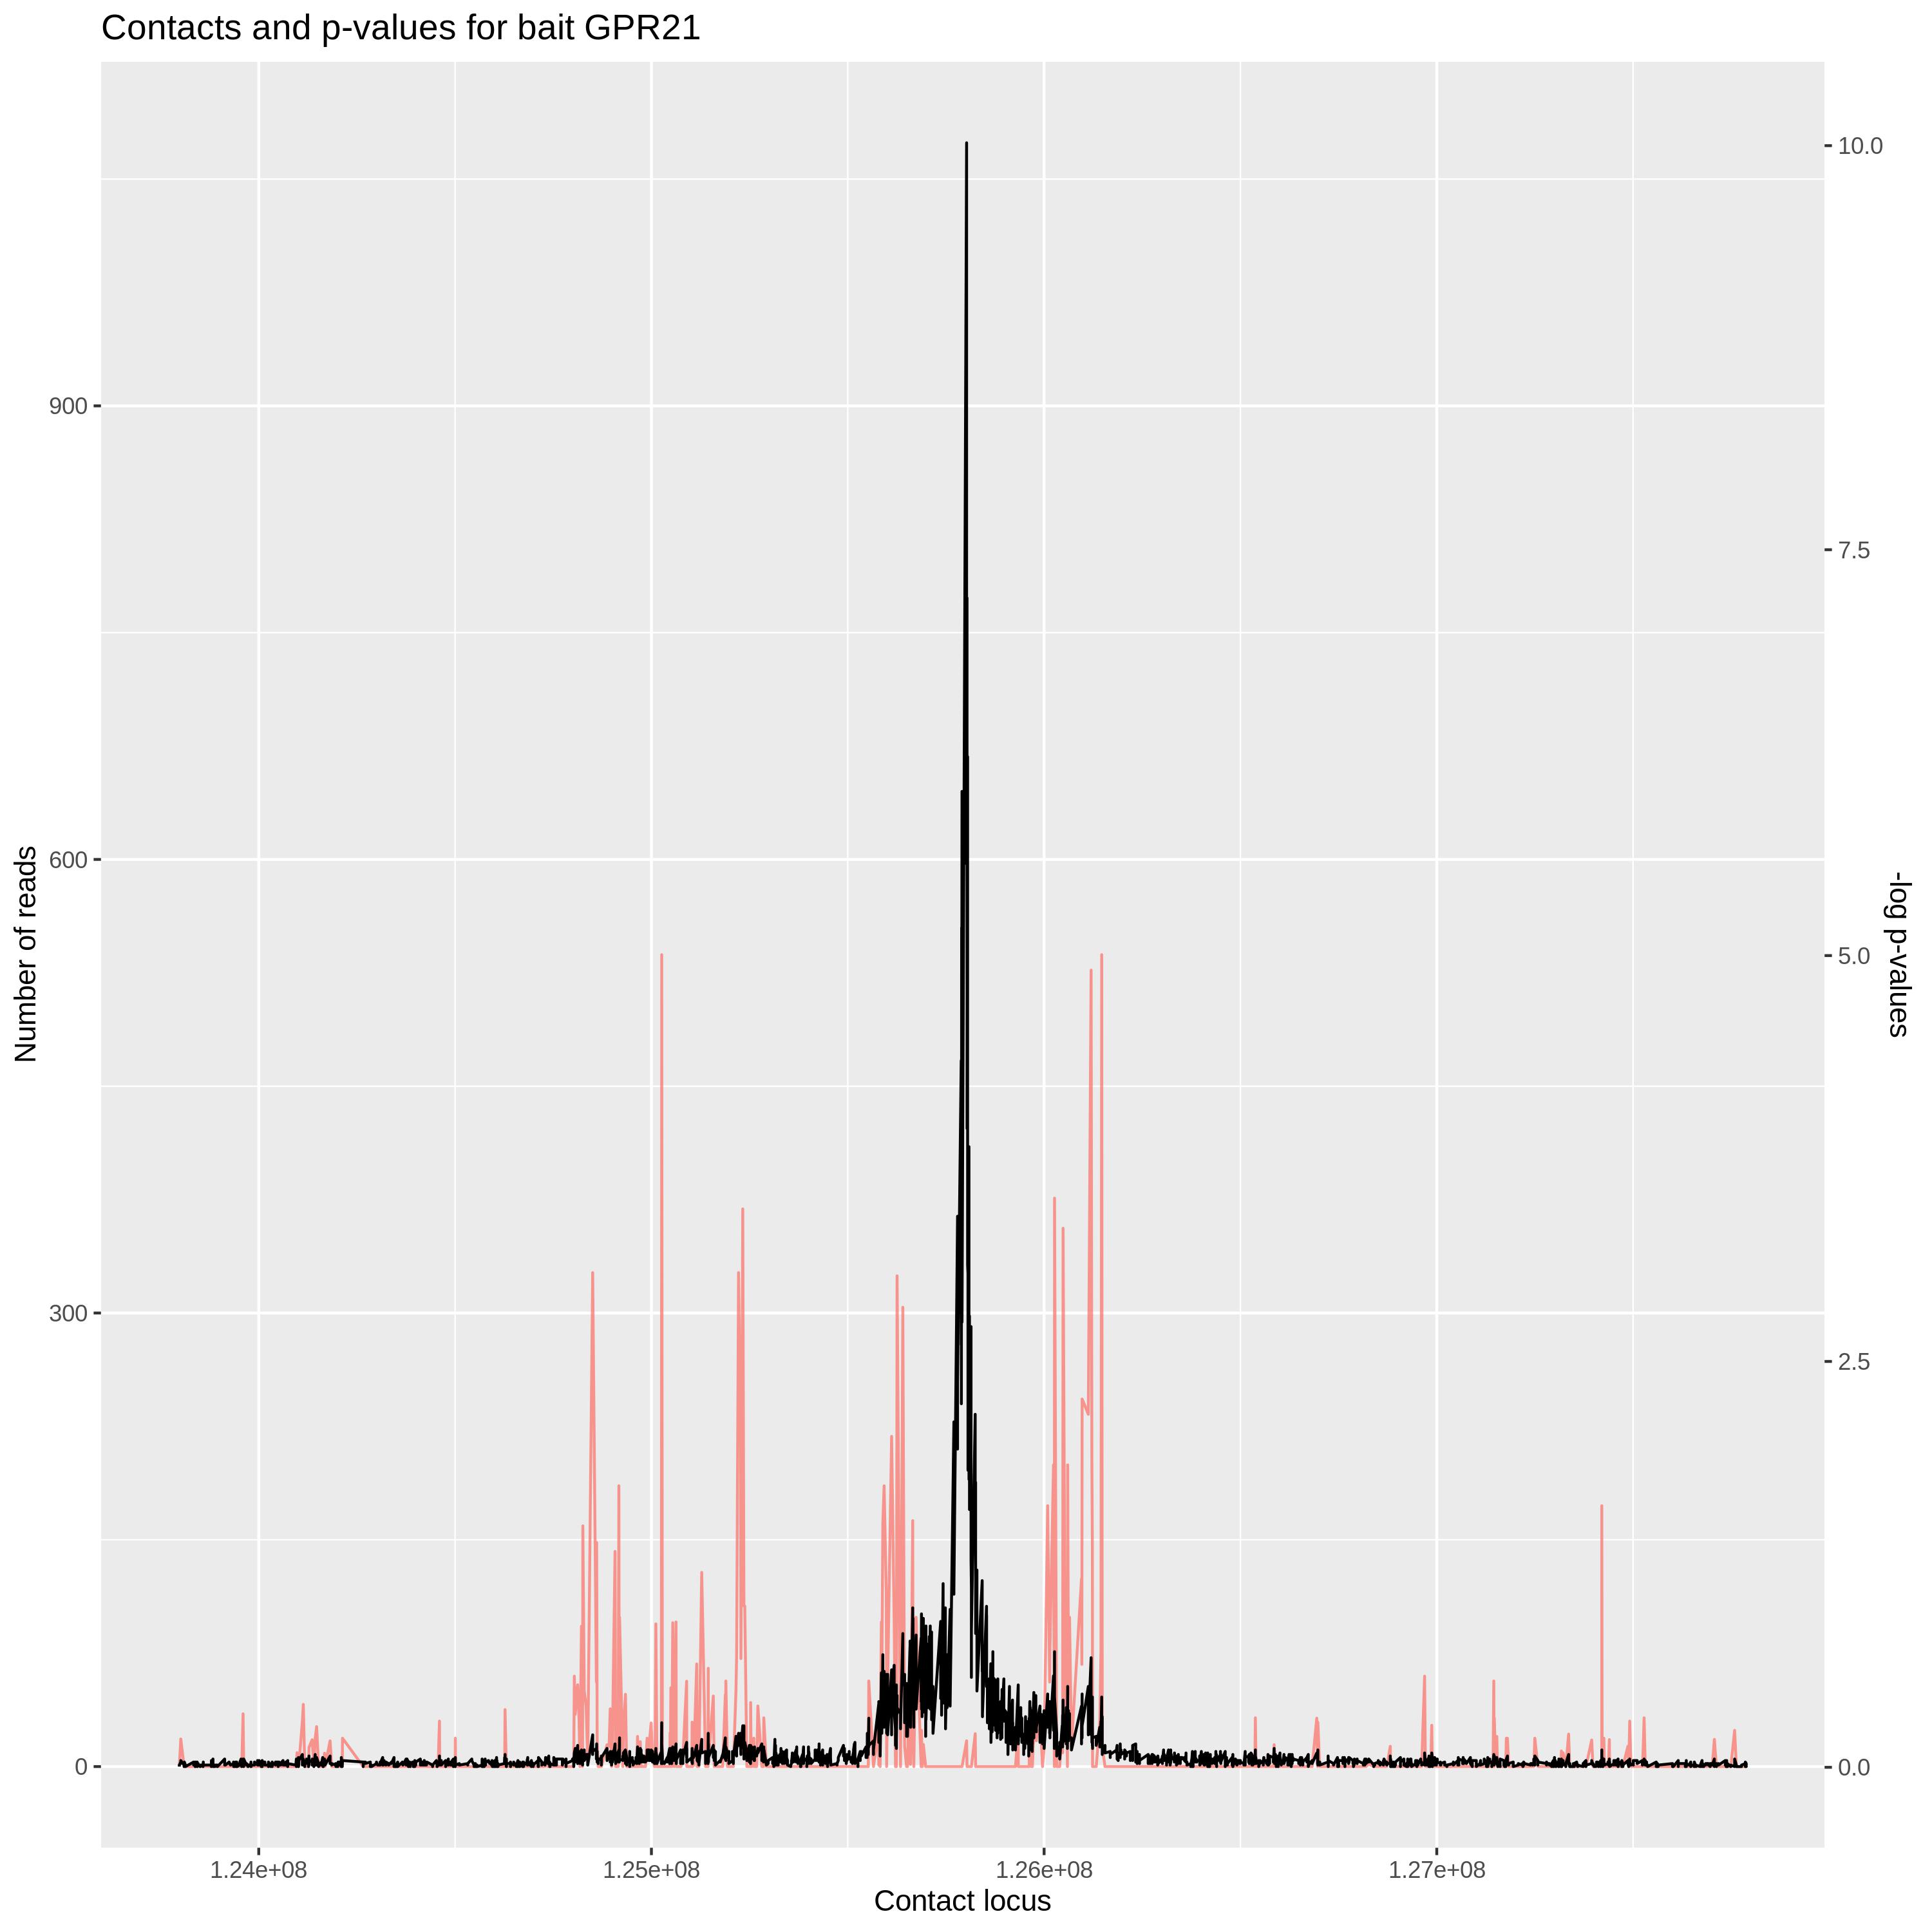 Contacts and p-values for bait GPR21
10.0
900
7.5
600
5.0
Number of reads
-log p-values
300
2.5
0
0.0
1.24e+08
1.25e+08
1.26e+08
1.27e+08
Contact locus